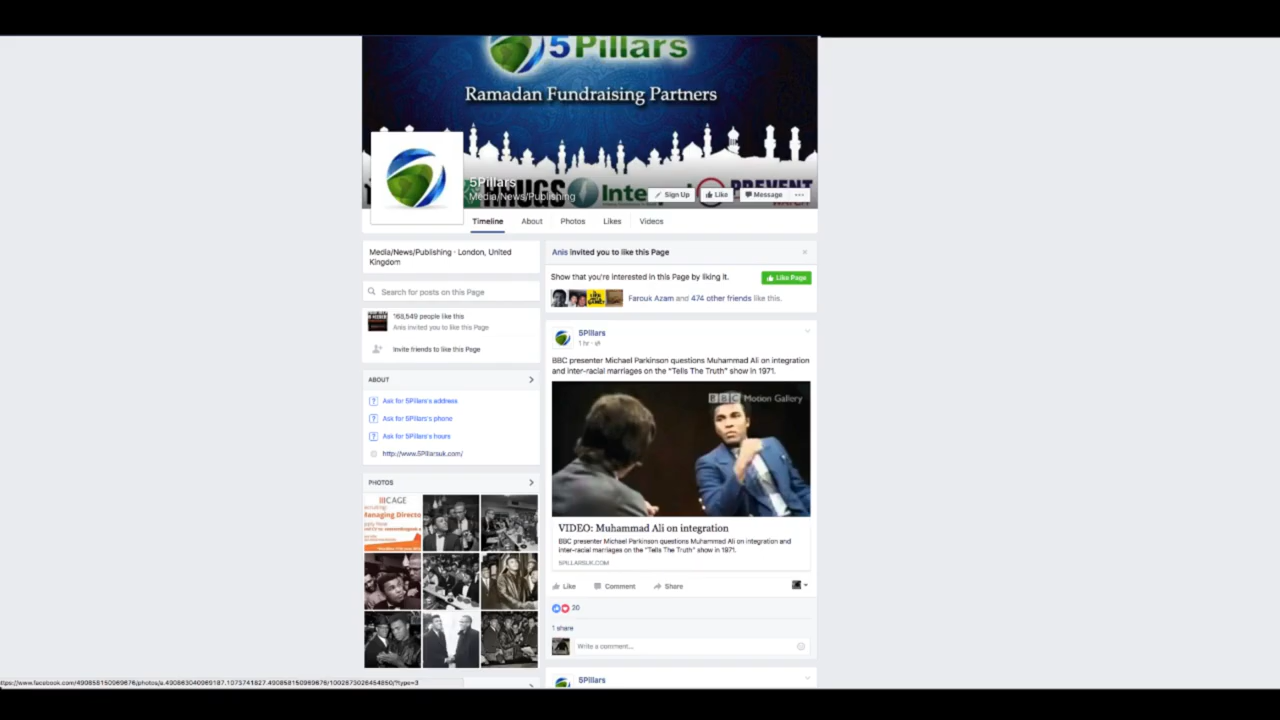 5Pillars
Ramadan Fundraising Partners
5Pillars
Media/News/Publishing
Sign Up
Like
Message
PREVENT
Timeline
About
Photos
Likes
Videos
Media/News/Publishing · London, United
Kingdom
Search for posts on this Page
168,549 people like this
Anis invited you to like this Page
Invite friends to like this Page
ABOUT
Ask for 5Pillars's address
Ask for 5Pillars's phone
Ask for 5Pillars's hours
http://www.5Pillarsuk.com/
PHOTOS
CAGE
Managing Directo
Anis invited you to like this Page
Show that you're interested in this Page by liking it.
Like Page
Farouk Azam and 474 other friends like this.
5Pillars
1 hr
BBC presenter Michael Parkinson questions Muhammad Ali on integration
and inter-racial marriages on the "Tells The Truth" show in 1971.
BBC Motion Gallery
VIDEO: Muhammad Ali on integration
BBC presenter Michael Parkinson questions Muhammad Ali on integration and
inter-racial marriages on the "Tells The Truth" show in 1971.
5PILLARSUK.COM
Like
Comment
Share
20
1 share
Write a comment...
5Pillars